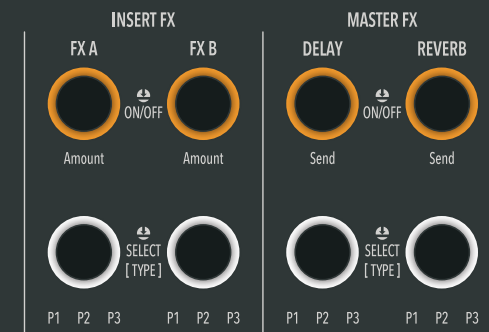 INSERT FX
MASTER FX
FX A
FX B
DELAY
REVERB
ON/OFF
ON/OFF
Amount
Amount
Send
Send
SELECT
[ TYPE ]
SELECT
[ TYPE ]
P1 P2 P3
P1 P2 P3
P1 P2 P3
P1 P2 P3